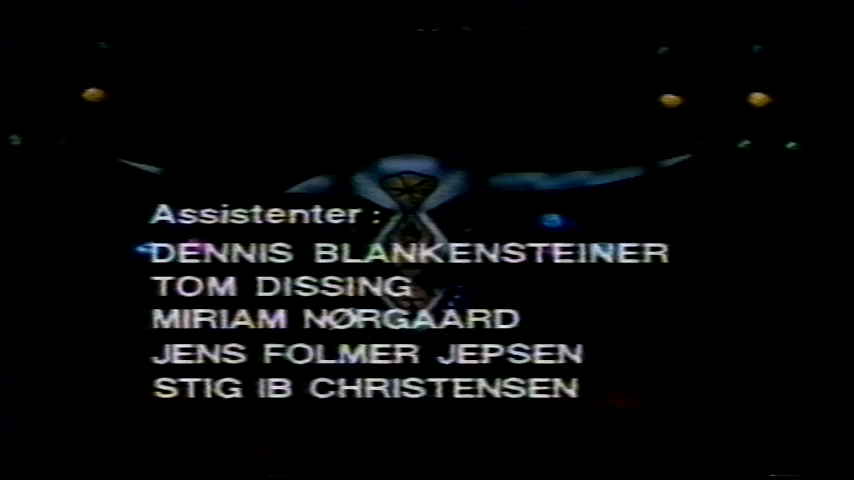 Assistenter :
DENNIS BLANKENSTEINER
TOM DISSING
MIRIAM NØRGAARD
JENS FOLMER JEPSEN
STIG IB CHRISTENSEN